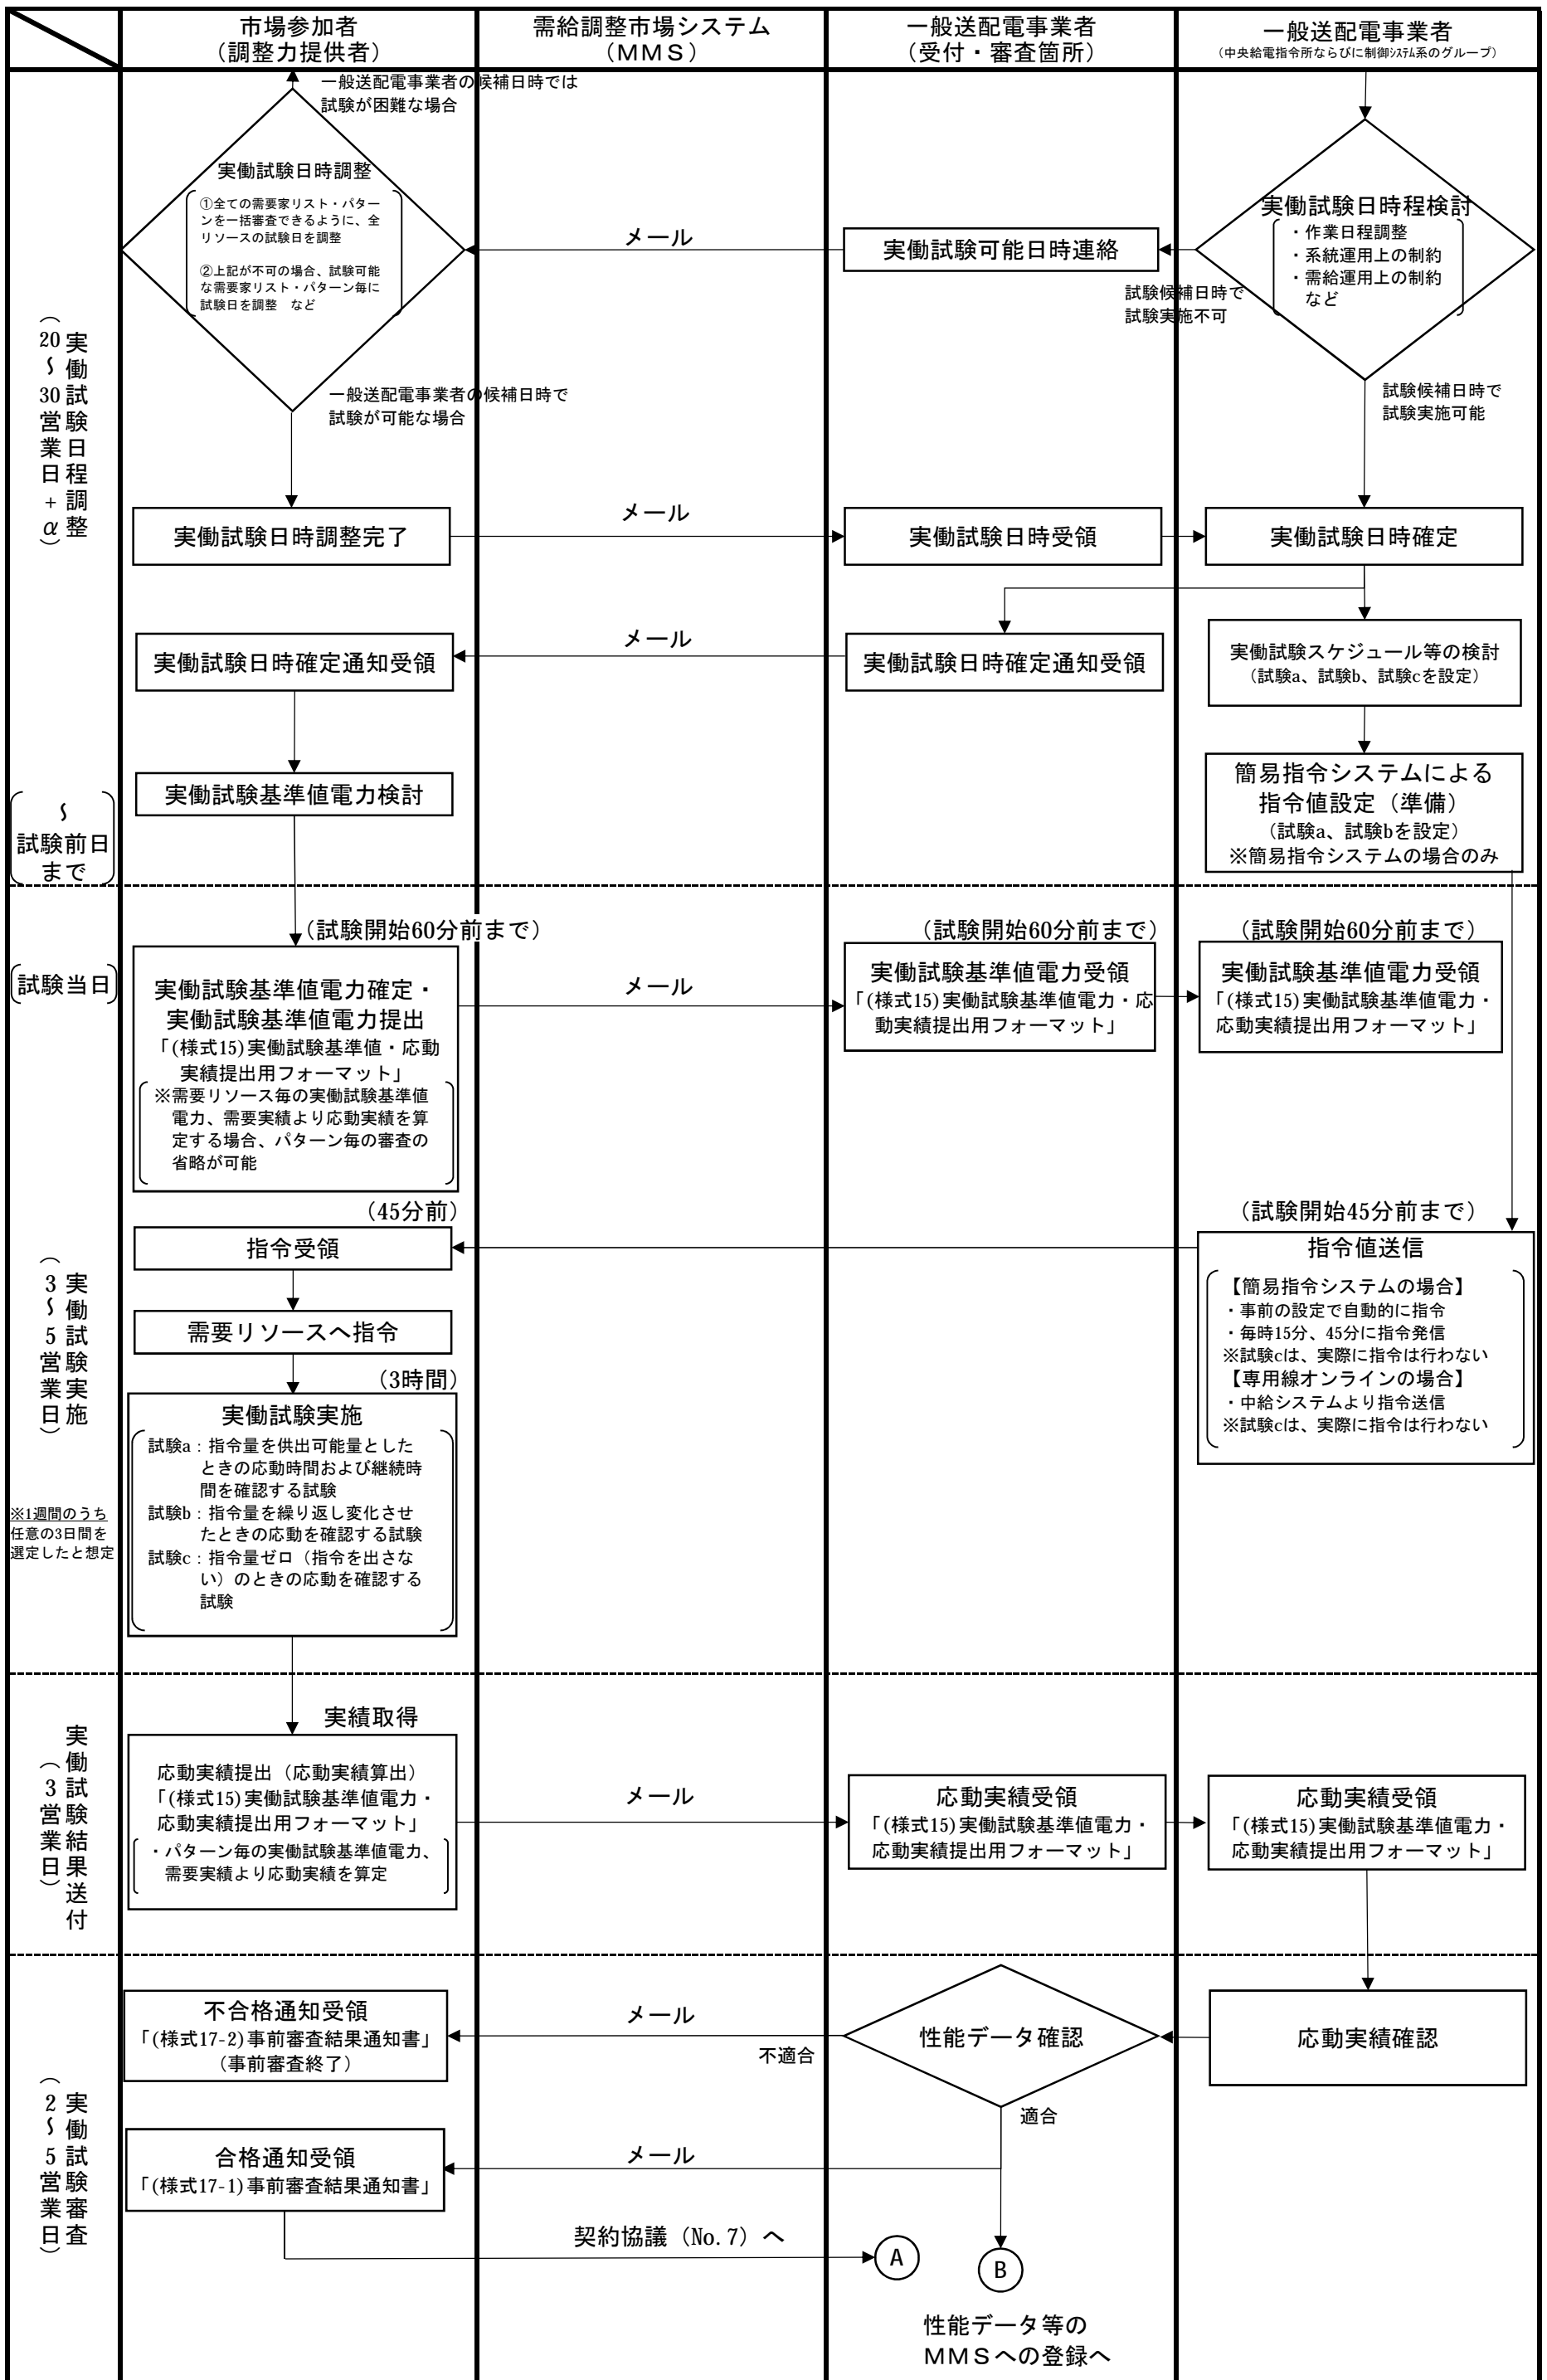 市場参加者
（調整力提供者）
需給調整市場システム
（ＭＭＳ）
一般送配電事業者
（受付・審査箇所）
一般送配電事業者
（中央給電指令所ならびに制御ｼｽﾃﾑ系のグループ）
実働試験日程調整
（20～30営業日＋α）
一般送配電事業者の候補日時では
試験が困難な場合
実働試験日時調整
①全ての需要家リスト・パター
ンを一括審査できるように、全
リソースの試験日を調整
②上記が不可の場合、試験可能
な需要家リスト・パターン毎に
試験日を調整　など
メール
実働試験可能日時連絡
実働試験日時程検討
・作業日程調整
・系統運用上の制約
・需給運用上の制約
など
試験候補日時で
試験実施不可
一般送配電事業者の候補日時で
試験が可能な場合
試験候補日時で
試験実施可能
実働試験日時調整完了
メール
実働試験日時受領
実働試験日時確定
実働試験日時確定通知受領
メール
実働試験日時確定通知受領
実働試験スケジュール等の検討
（試験a、試験b、試験cを設定）
実働試験基準値電力検討
簡易指令システムによる
指令値設定（準備）
（試験a、試験bを設定）
※簡易指令システムの場合のみ
～
試験前日
まで
試験当日
（試験開始60分前まで）
実働試験基準値電力確定・
実働試験基準値電力提出
「(様式15)実働試験基準値・応動
実績提出用フォーマット」
※需要リソース毎の実働試験基準値
電力、需要実績より応動実績を算
定する場合、パターン毎の審査の
省略が可能
メール
（試験開始60分前まで）
実働試験基準値電力受領
「(様式15)実働試験基準値電力・応
動実績提出用フォーマット」
（試験開始60分前まで）
実働試験基準値電力受領
「(様式15)実働試験基準値電力・
応動実績提出用フォーマット」
実働試験実施
（3～5営業日）
※1週間のうち
任意の3日間を
選定したと想定
（45分前）
指令受領
需要リソースへ指令
（試験開始45分前まで）
指令値送信
【簡易指令システムの場合】
・事前の設定で自動的に指令
・毎時15分、45分に指令発信
※試験cは、実際に指令は行わない
【専用線オンラインの場合】
・中給システムより指令送信
※試験cは、実際に指令は行わない
（3時間）
実働試験実施
試験a：指令量を供出可能量とした
ときの応動時間および継続時
間を確認する試験
試験b：指令量を繰り返し変化させ
たときの応動を確認する試験
試験c：指令量ゼロ（指令を出さな
い）のときの応動を確認する
試験
実働試験結果送付
（3営業日）
実績取得
応動実績提出（応動実績算出）
「(様式15)実働試験基準値電力・
応動実績提出用フォーマット」
・パターン毎の実働試験基準値電力、
需要実績より応動実績を算定
メール
応動実績受領
「(様式15)実働試験基準値電力・
応動実績提出用フォーマット」
応動実績受領
「(様式15)実働試験基準値電力・
応動実績提出用フォーマット」
実働試験審査
（2～5営業日）
不合格通知受領
「(様式17-2)事前審査結果通知書」
（事前審査終了）
メール
不適合
性能データ確認
適合
応動実績確認
合格通知受領
「(様式17-1)事前審査結果通知書」
メール
契約協議（No.7）へ
A
B
性能データ等の
ＭＭＳへの登録へ